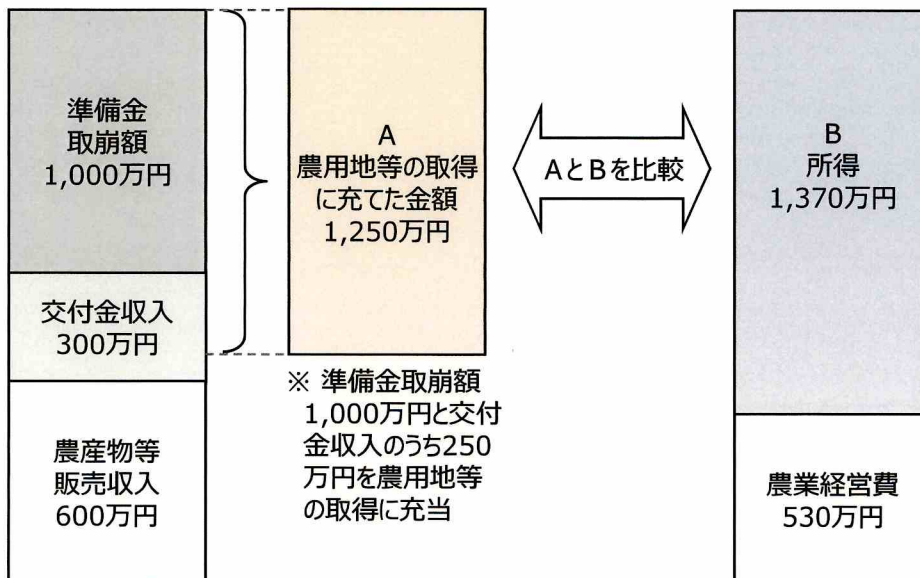 準備金
取崩額
1,000万円
交付金収入
300万円
農産物等
販売収入
600万円
A
農用地等の取得
に充てた金額
1,250万円
※ 準備金取崩額
1,000万円と交付
金収入のうち250
万円を農用地等
の取得に充当
AとBを比較
B
所得
1,370万円
農業経営費
530万円